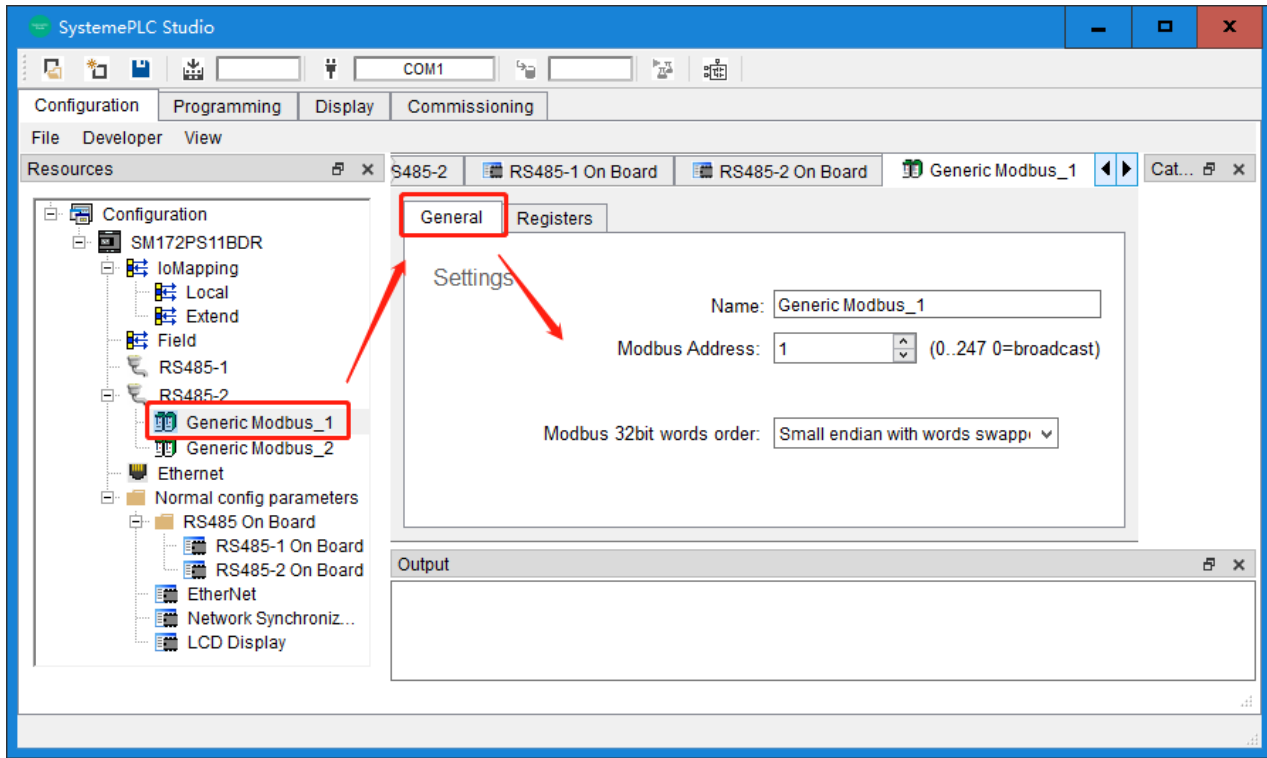 SystemePLC Studio
COM1
Configuration Programming Display Commissioning
File Developer View
Resources
S485-2 RS485-1 On Board RS485-2 On Board Generic Modbus_1
Cat...
Configuration
SM172PS11BDR
IoMapping
Local
Extend
Field
RS485-1
RS485-2
Generic Modbus_1
Generic Modbus_2
Ethernet
Normal config parameters
RS485 On Board
RS485-1 On Board
RS485-2 On Board
EtherNet
Network Synchroniz...
LCD Display
General Registers
Settings
Name: Generic Modbus_1
Modbus Address: 1 (0..247 0=broadcast)
Modbus 32bit words order: Small endian with words swapp
Output